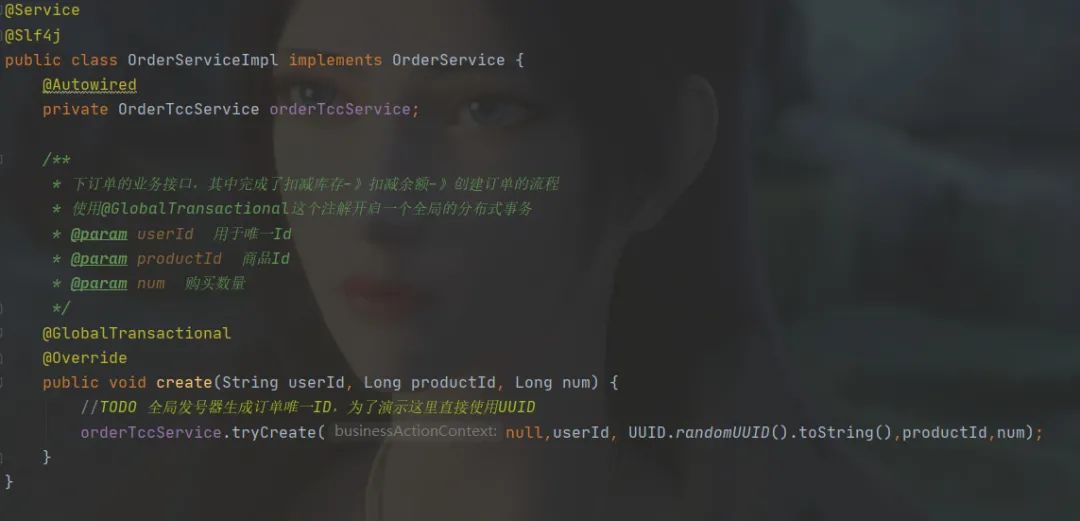 @Service
@Slf4j
public class OrderServiceImpl implements OrderService {
@Autowired
private OrderTccService orderTccService;
/**
* 下订单的业务接口，其中完成了扣减库存-》扣减余额-》创建订单的流程
* 使用@GlobalTransactional这个注解开启一个全局的分布式事务
* @param userId 用于唯一Id
* @param productId 商品Id
* @param num 购买数量
*/
@GlobalTransactional
@Override
public void create(String userId, Long productId, Long num) {
//TODO 全局发号器生成订单唯一ID，为了演示这里直接使用UUID
orderTccService.tryCreate( businessActionContext: null,userId, UUID.randomUUID().toString(),productId,num);
}
}